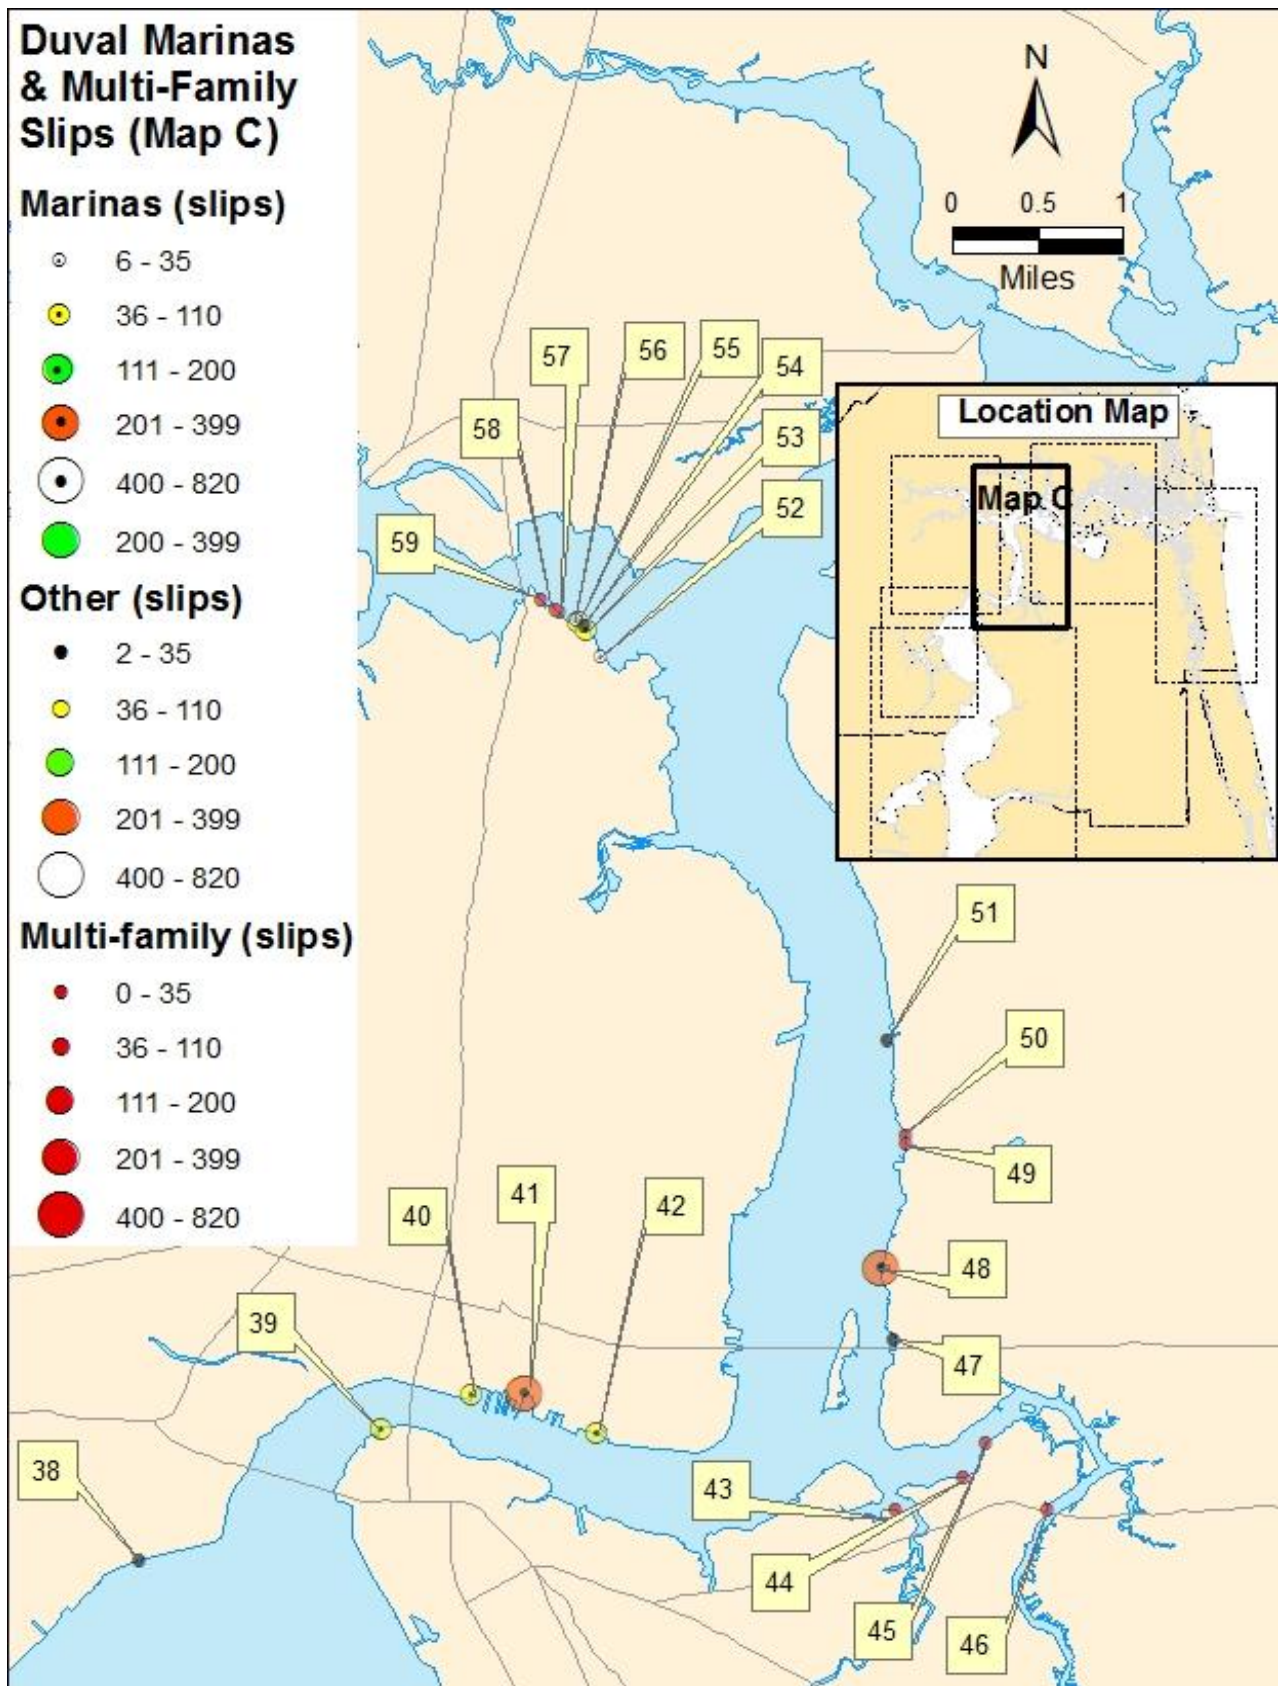 Duval Marinas
& Multi-Family
Slips (Map C)
Marinas (slips)
6 - 35
36 - 110
111 - 200
201 - 399
400 - 820
200 - 399
Other (slips)
2 - 35
36 - 110
111 - 200
201 - 399
400 - 820
Multi-family (slips)
0 - 35
36 - 110
111 - 200
201 - 399
400 - 820
N
0 0.5 1
Miles
Location Map
Map C
57
56
55
54
58
53
52
59
51
50
49
41
42
40
48
39
47
38
43
44
45
46